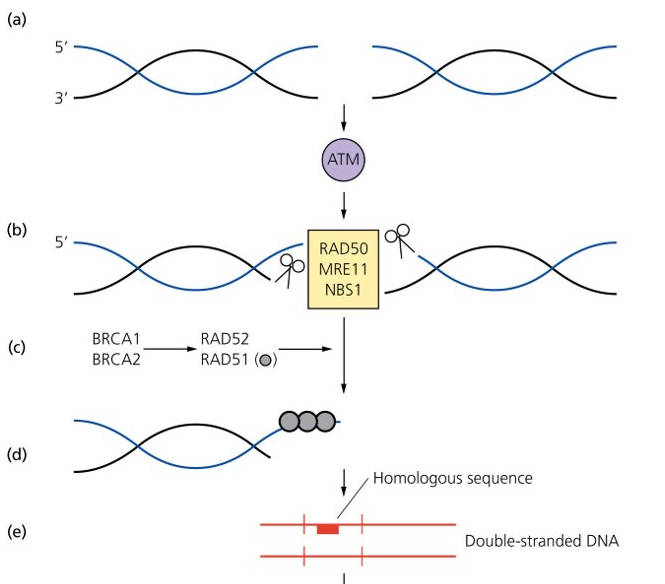 (a)
5′
3′
ATM
(b)
5′
RAD50
MRE11
NBS1
(c)
BRCA1
BRCA2
RAD52
RAD51 ( )
(d)
Homologous sequence
(e)
Double-stranded DNA